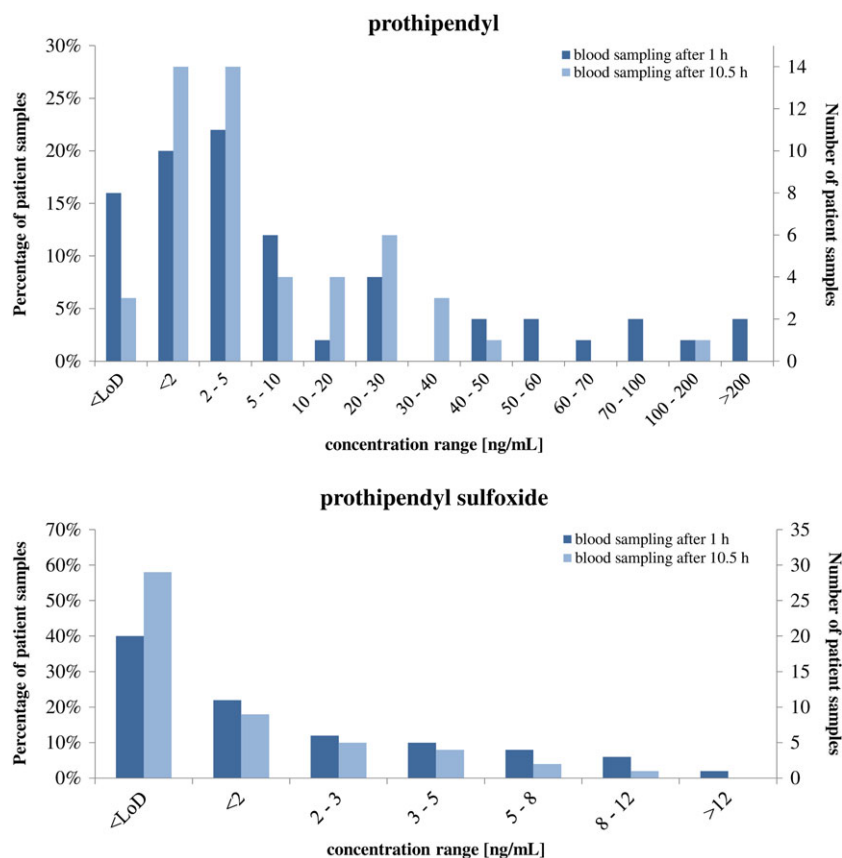 prothipendyl
blood sampling after 1 h
blood sampling after 10.5 h
Percentage of patient samples
30%
25%
20%
15%
10%
5%
0%
Number of patient samples
14
12
10
8
6
4
2
0
<LoD
<2
2 - 5
5 - 10
10 - 20
20 - 30
30 - 40
40 - 50
50 - 60
60 - 70
70 - 100
100 - 200
>200
concentration range [ng/mL]
prothipendyl sulfoxide
blood sampling after 1 h
blood sampling after 10.5 h
Percentage of patient samples
70%
60%
50%
40%
30%
20%
10%
0%
Number of patient samples
35
30
25
20
15
10
5
0
<LoD
<2
2 - 3
3 - 5
5 - 8
8 - 12
>12
concentration range [ng/mL]